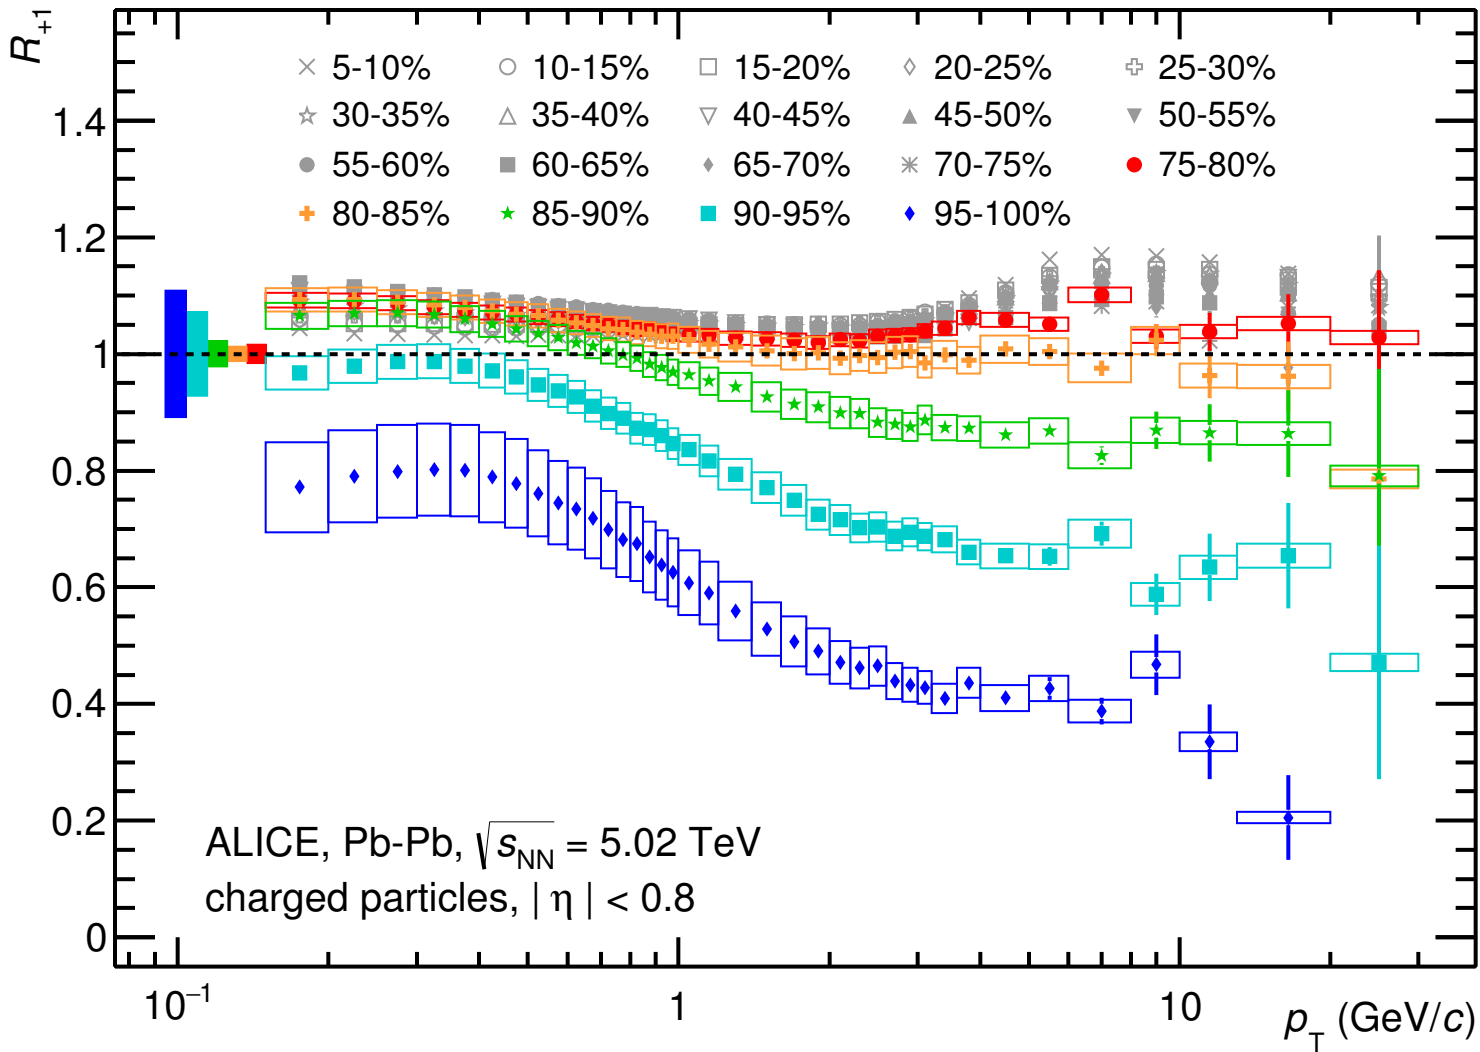 R+1
5-10% 10-15% 15-20% 20-25% 25-30%
30-35% 35-40% 40-45% 45-50% 50-55%
55-60% 60-65% 65-70% 70-75% 75-80%
80-85% 85-90% 90-95% 95-100%
1.4
1.2
1
0.8
0.6
0.4
0.2
0
ALICE, Pb-Pb, √sNN = 5.02 TeV
charged particles, | η | < 0.8
10−1 1 10
pT (GeV/c)